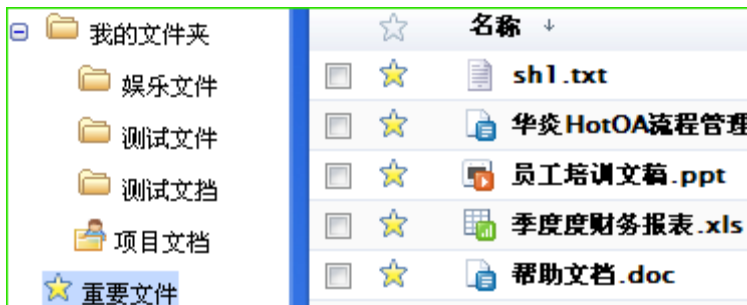 我的文件夹
娱乐文件
测试文件
测试文档
项目文档
重要文件
名称 ↓
sh1.txt
华炎HotOA流程管理
员工培训文稿.ppt
季度度财务报表.xls
帮助文档.doc